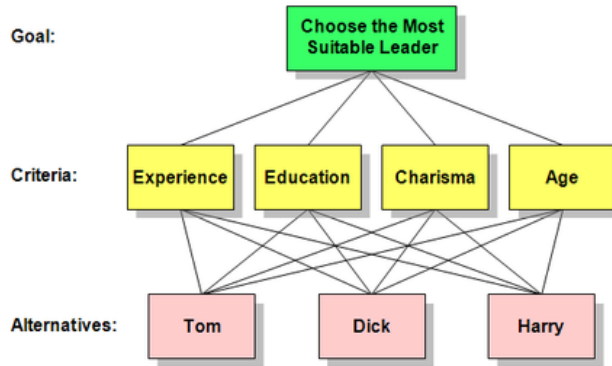 Goal:
Choose the Most
Suitable Leader
Criteria:
Experience
Education
Charisma
Age
Alternatives:
Tom
Dick
Harry